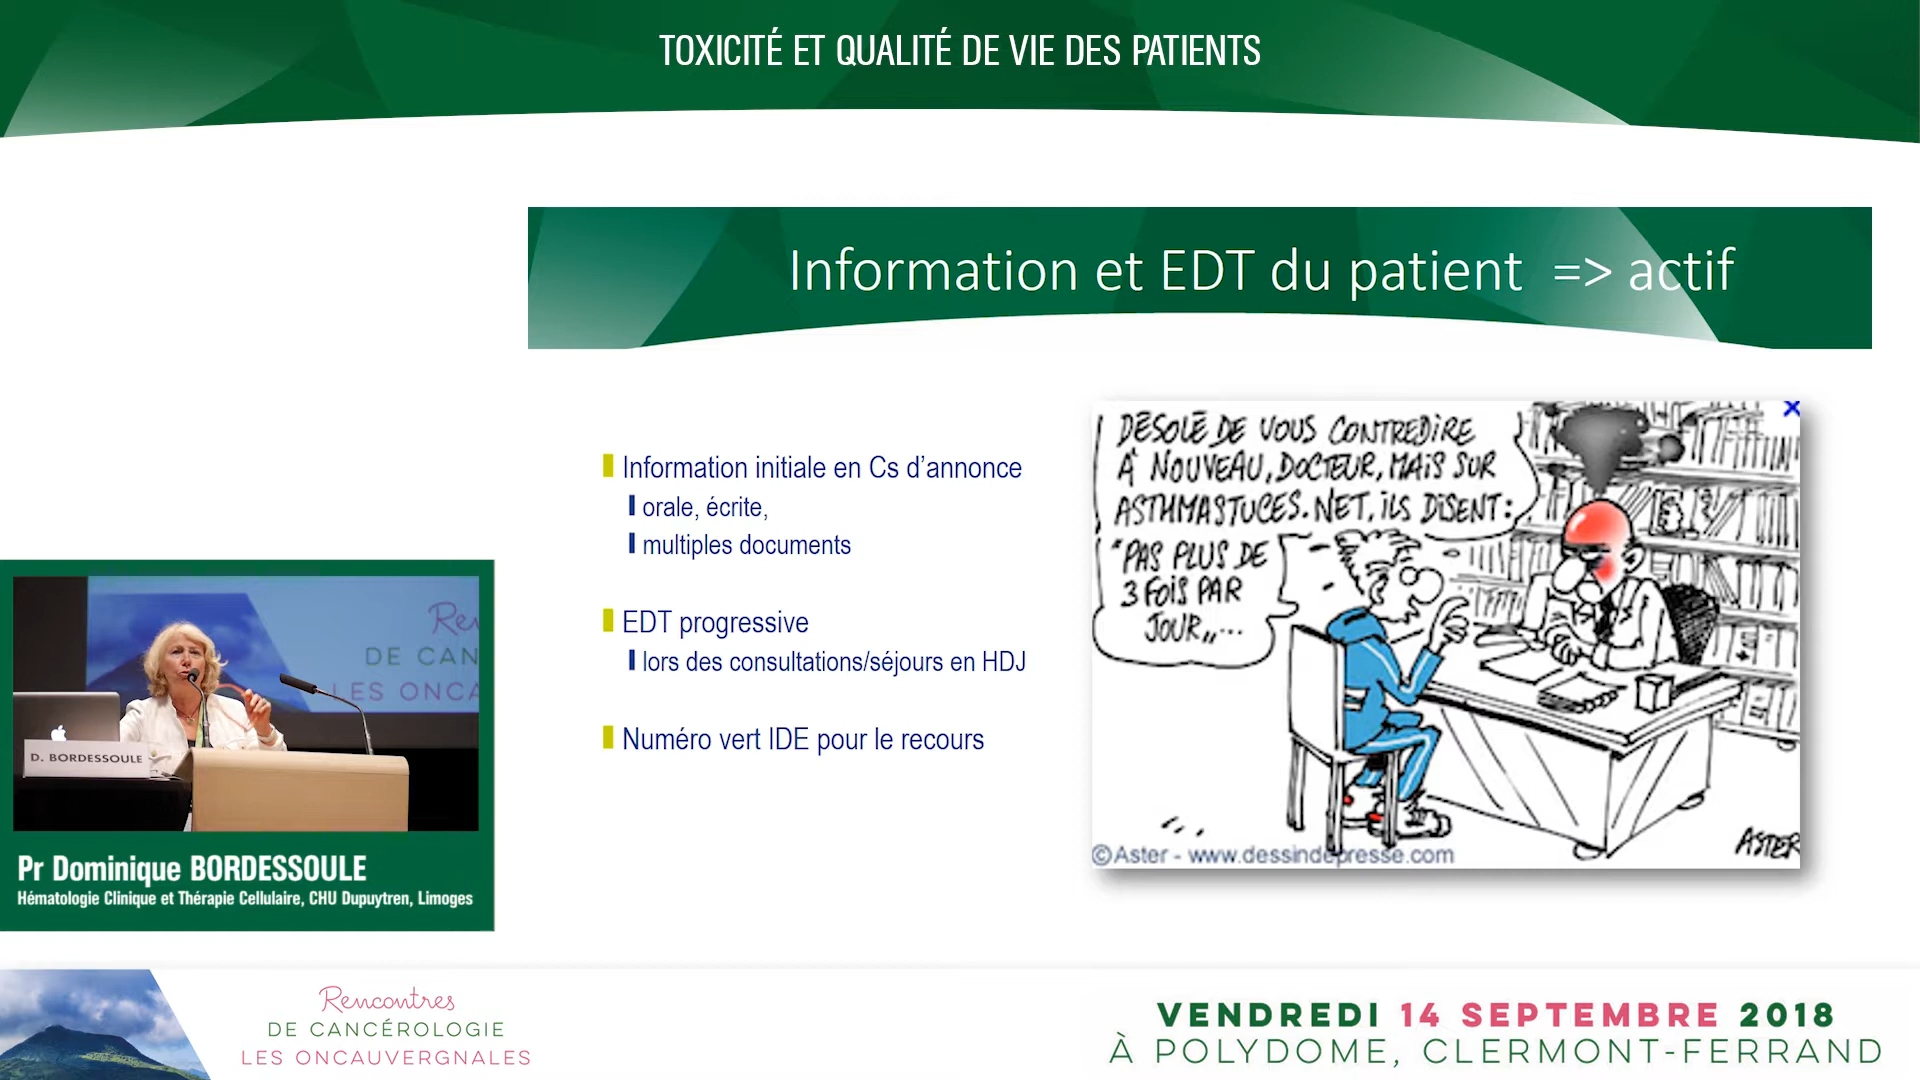 TOXICITÉ ET QUALITÉ DE VIE DES PATIENTS
Information et EDT du patient => actif
Information initiale en Cs d’annonce
orale, écrite,
multiples documents
EDT progressive
lors des consultations/séjours en HDJ
Numéro vert IDE pour le recours
DÉSOLÉ DE VOUS CONTREDIRE
À NOUVEAU, DOCTEUR, MAIS SUR
ASTHMASTUCES.NET, ILS DISENT :
"PAS PLUS DE
3 FOIS PAR
JOUR,,...
ASTER
©Aster - www.dessindepresse.com
Ren
DE CAN
LES ONCA
D. BORDESSOULE
Pr Dominique BORDESSOULE
Hématologie Clinique et Thérapie Cellulaire, CHU Dupuytren, Limoges
Rencontres
DE CANCÉROLOGIE
LES ONCAUVERGNALES
VENDREDI 14 SEPTEMBRE 2018
À POLYDOME, CLERMONT-FERRAND